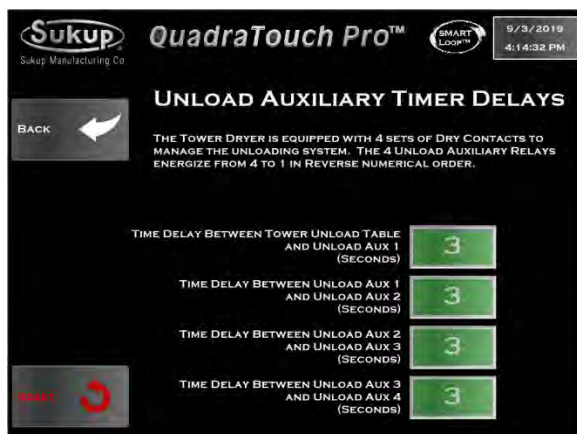 Sukup
Sukup Manufacturing Co
QuadraTouch Pro™
SMART
LOOP™
9/3/2019
4:14:32 PM
BACK
UNLOAD AUXILIARY TIMER DELAYS
THE TOWER DRYER IS EQUIPPED WITH 4 SETS OF DRY CONTACTS TO
MANAGE THE UNLOADING SYSTEM. THE 4 UNLOAD AUXILIARY RELAYS
ENERGIZE FROM 4 TO 1 IN REVERSE NUMERICAL ORDER.
TIME DELAY BETWEEN TOWER UNLOAD TABLE
AND UNLOAD AUX 1
(SECONDS)
3
TIME DELAY BETWEEN UNLOAD AUX 1
AND UNLOAD AUX 2
(SECONDS)
3
TIME DELAY BETWEEN UNLOAD AUX 2
AND UNLOAD AUX 3
(SECONDS)
3
TIME DELAY BETWEEN UNLOAD AUX 3
AND UNLOAD AUX 4
(SECONDS)
3
RESET